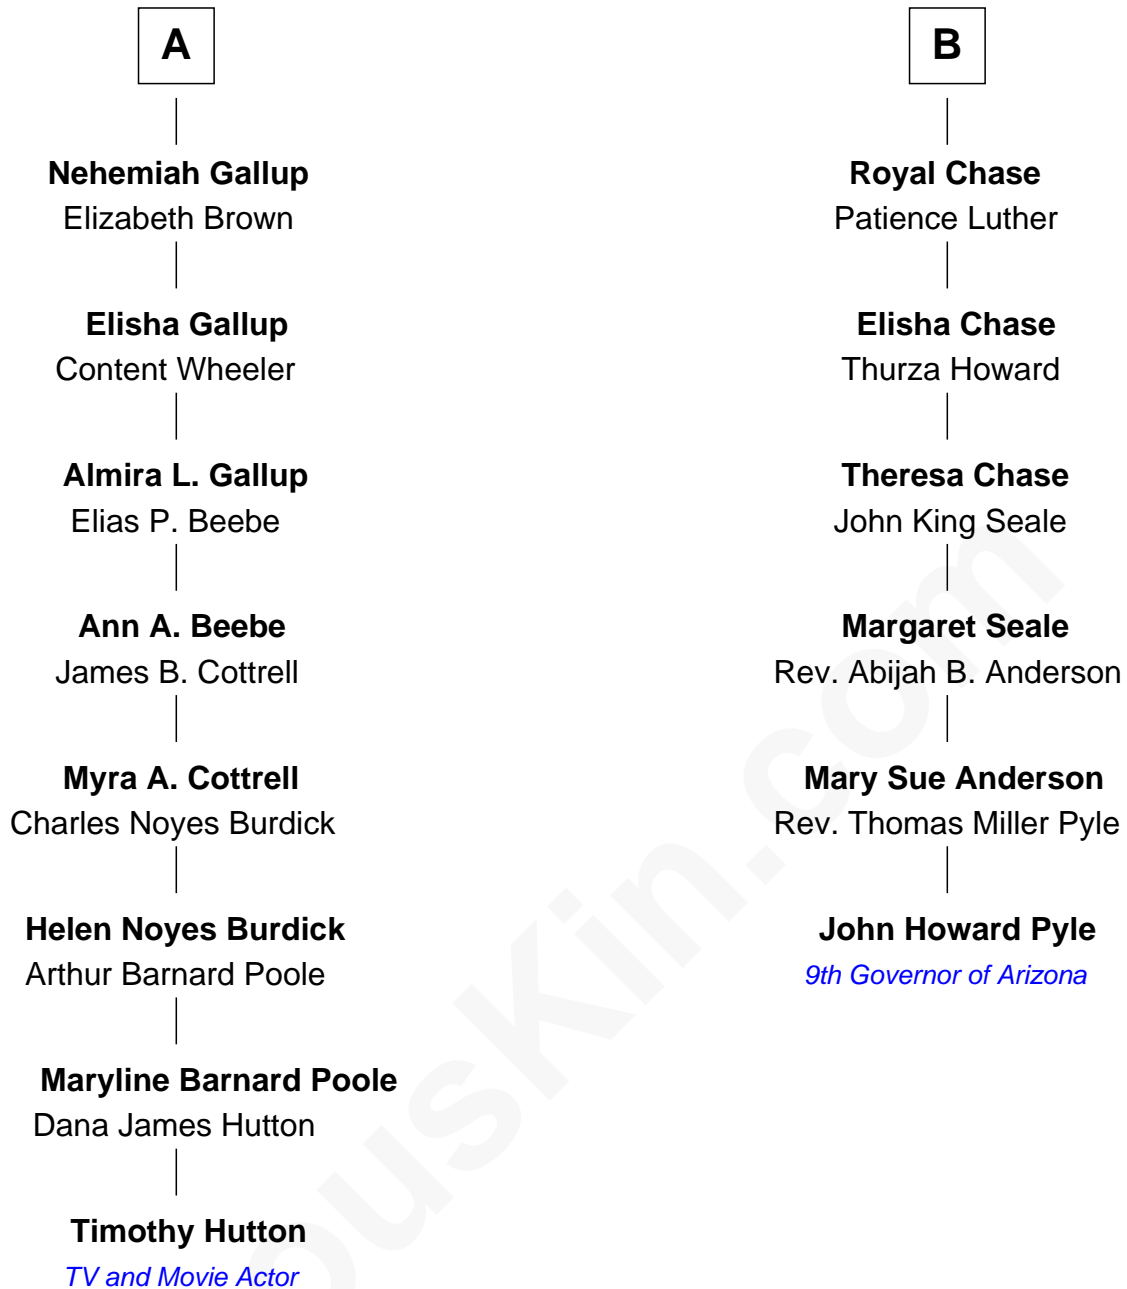 A
Nehemiah Gallup
Elizabeth Brown
Elisha Gallup
Content Wheeler
Almira L. Gallup
Elias P. Beebe
Ann A. Beebe
James B. Cottrell
Myra A. Cottrell
Charles Noyes Burdick
Helen Noyes Burdick
Arthur Barnard Poole
Maryline Barnard Poole
Dana James Hutton
Timothy Hutton
TV and Movie Actor
B
Royal Chase
Patience Luther
Elisha Chase
Thurza Howard
Theresa Chase
John King Seale
Margaret Seale
Rev. Abijah B. Anderson
Mary Sue Anderson
Rev. Thomas Miller Pyle
John Howard Pyle
9th Governor of Arizona
ousKin.com